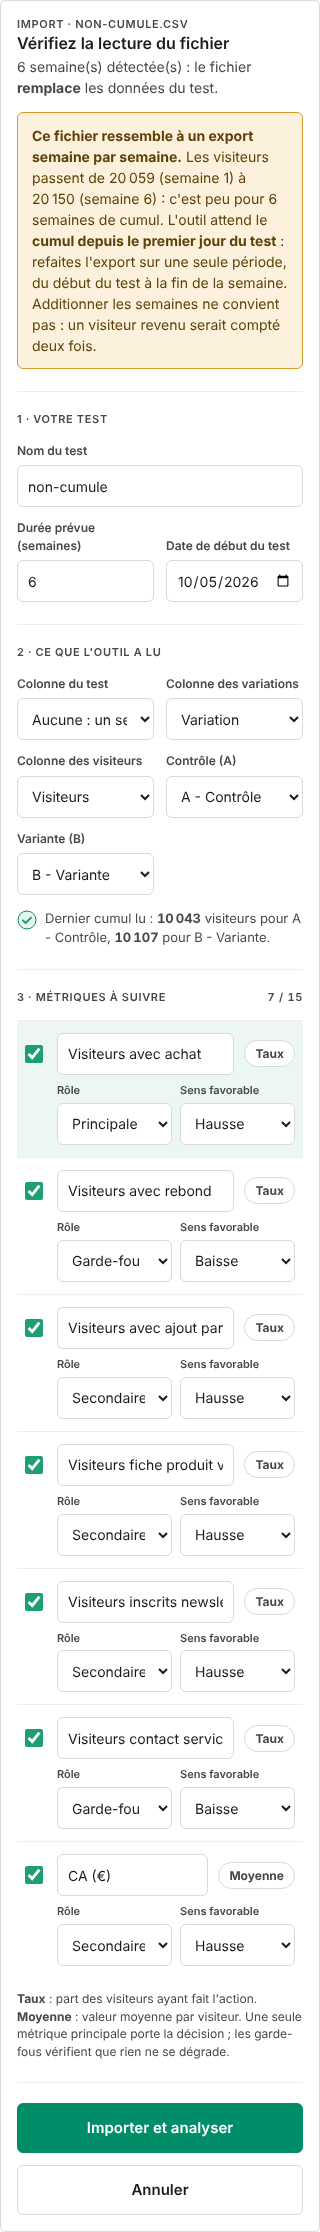 IMPORT · NON-CUMULE.CSV
Vérifiez la lecture du fichier
6 semaine(s) détectée(s) : le fichier
remplace les données du test.
Ce fichier ressemble à un export
semaine par semaine. Les visiteurs
passent de 20 059 (semaine 1) à
20 150 (semaine 6) : c'est peu pour 6
semaines de cumul. L'outil attend le
cumul depuis le premier jour du test :
refaites l'export sur une seule période,
du début du test à la fin de la semaine.
Additionner les semaines ne convient
pas : un visiteur revenu serait compté
deux fois.
1 · VOTRE TEST
Nom du test
non-cumule
Durée prévue
(semaines)
Date de début du test
6
10/05/2026
2 · CE QUE L'OUTIL A LU
Colonne du test
Colonne des variations
Aucune : un se
Variation
Colonne des visiteurs
Contrôle (A)
Visiteurs
A - Contrôle
Variante (B)
B - Variante
Dernier cumul lu : 10 043 visiteurs pour A
- Contrôle, 10 107 pour B - Variante.
3 · MÉTRIQUES À SUIVRE
7 / 15
Visiteurs avec achat
Taux
Rôle
Sens favorable
Principale
Hausse
Visiteurs avec rebond
Taux
Rôle
Sens favorable
Garde-fou
Baisse
Visiteurs avec ajout par
Taux
Rôle
Sens favorable
Secondaire
Hausse
Visiteurs fiche produit v
Taux
Rôle
Sens favorable
Secondaire
Hausse
Visiteurs inscrits newsle
Taux
Rôle
Sens favorable
Secondaire
Hausse
Visiteurs contact servic
Taux
Rôle
Sens favorable
Garde-fou
Baisse
CA (€)
Moyenne
Rôle
Sens favorable
Secondaire
Hausse
Taux : part des visiteurs ayant fait l'action.
Moyenne : valeur moyenne par visiteur. Une seule
métrique principale porte la décision ; les garde-
fous vérifient que rien ne se dégrade.
Importer et analyser
Annuler